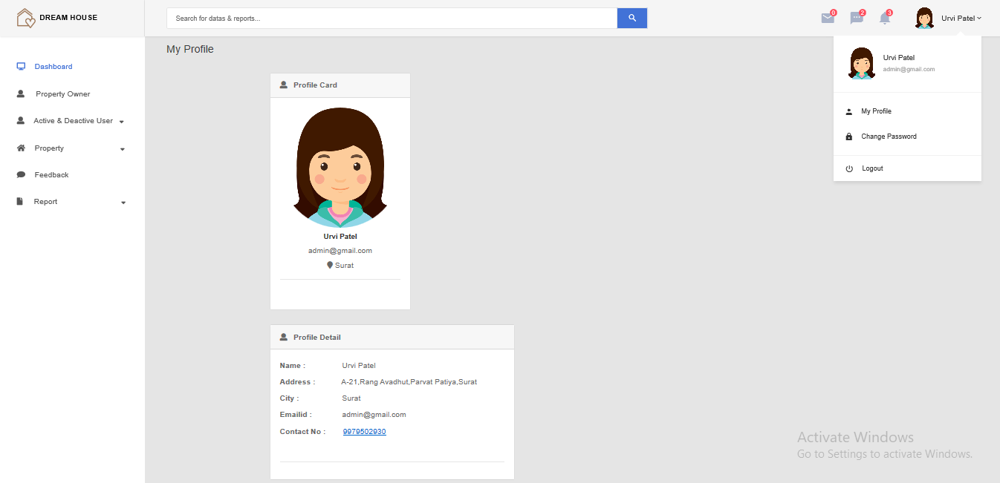 DREAM HOUSE
Search for datas & reports...
0
2
3
Urvi Patel
Dashboard
Property Owner
Active & Deactive User
Property
Feedback
Report
My Profile
Profile Card
Urvi Patel
admin@gmail.com
Surat
Profile Detail
Name : Urvi Patel
Address : A-21,Rang Avadhut,Parvat Patiya,Surat
City : Surat
Emailid : admin@gmail.com
Contact No : 9979502930
Urvi Patel
admin@gmail.com
My Profile
Change Password
Logout
Activate Windows
Go to Settings to activate Windows.